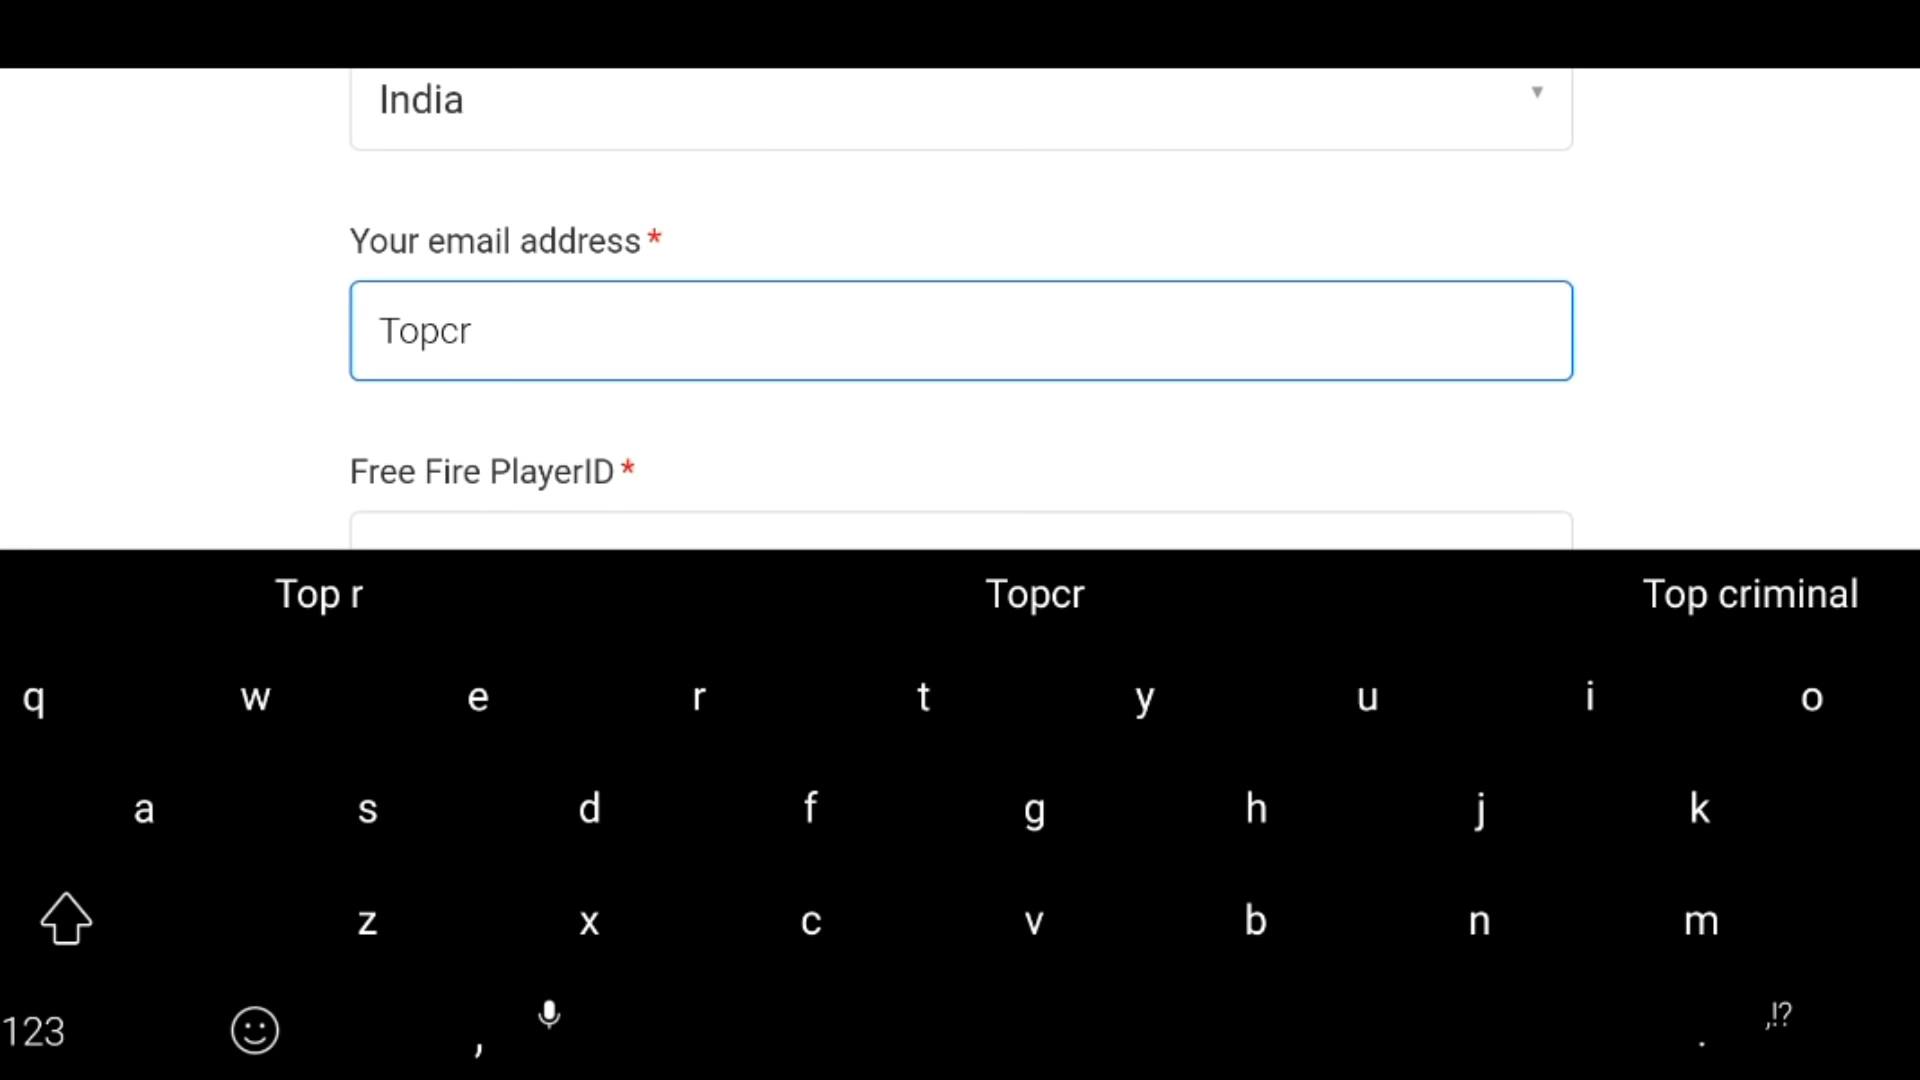 India
Your email address *
Topcr
Free Fire PlayerID *
Top r Topcr Top criminal
q w e r t y u i o
a s d f g h j k
z x c v b n m
123 , . ,!?